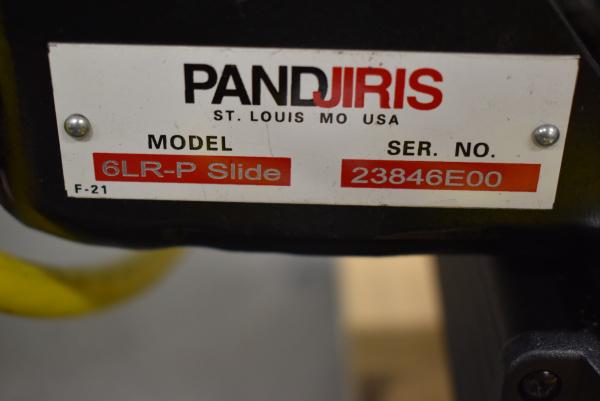 PANDJIRIS
ST. LOUIS MO USA
MODEL SER. NO.
6LR-P Slide 23846E00
F-21